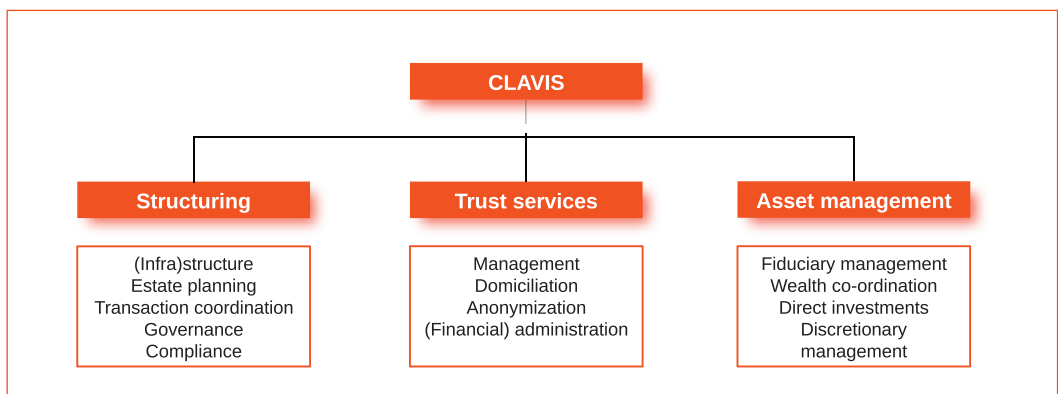 CLAVIS
Structuring
Trust services
Asset management
(Infra)structure
Estate planning
Transaction coordination
Governance
Compliance
Management
Domiciliation
Anonymization
(Financial) administration
Fiduciary management
Wealth co-ordination
Direct investments
Discretionary
management